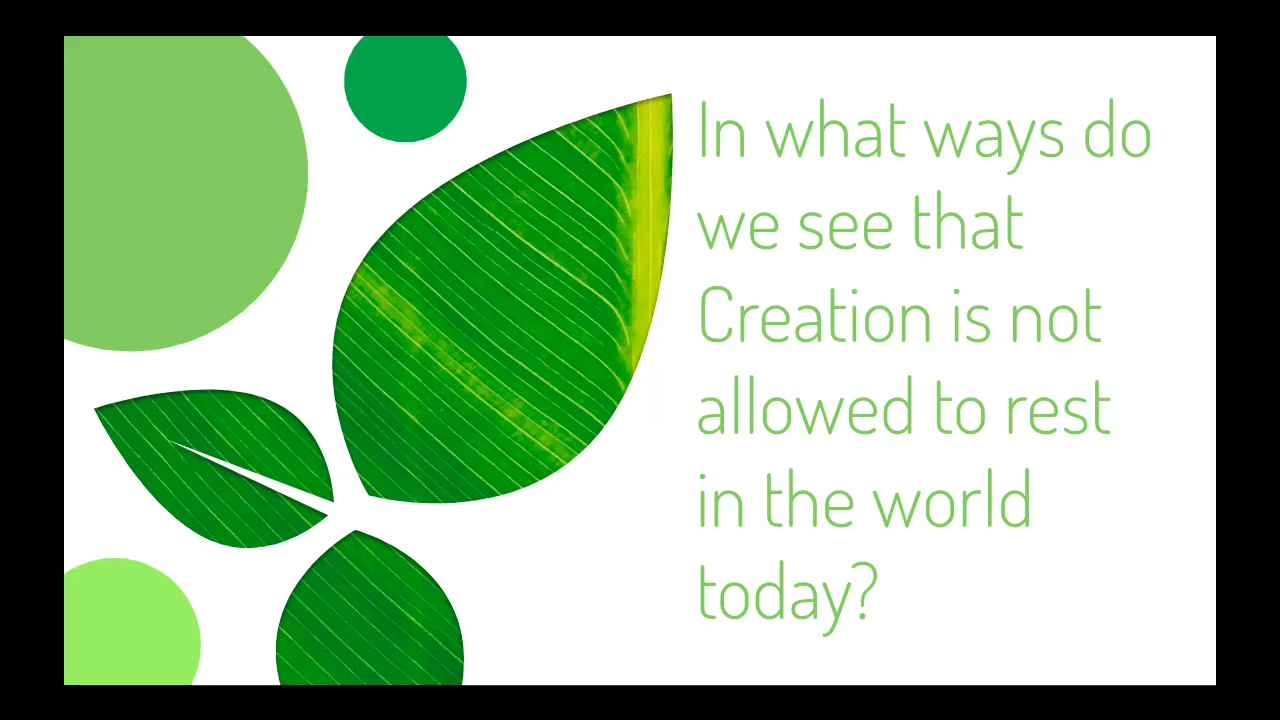 In what ways do
we see that
Creation is not
allowed to rest
in the world
today?